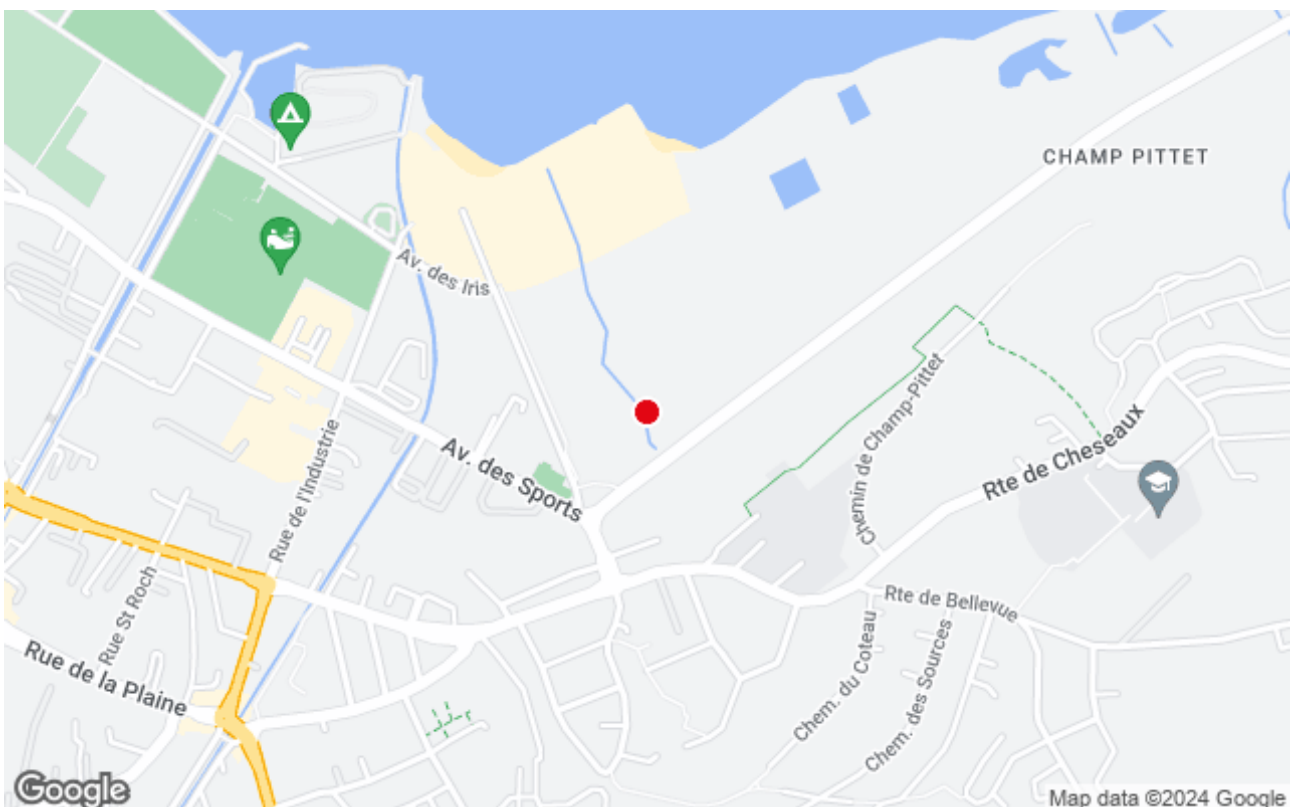 CHAMP PITTET
Av. des Iris
Av. des Sports
Rue de l'Industrie
Chemin de Champ-Pittet
Rte de Cheseaux
Rue St Roch
Rue de la Plaine
Rte de Bellevue
Chem. du Coteau
Chem. des Sources
Google
Map data ©2024 Google